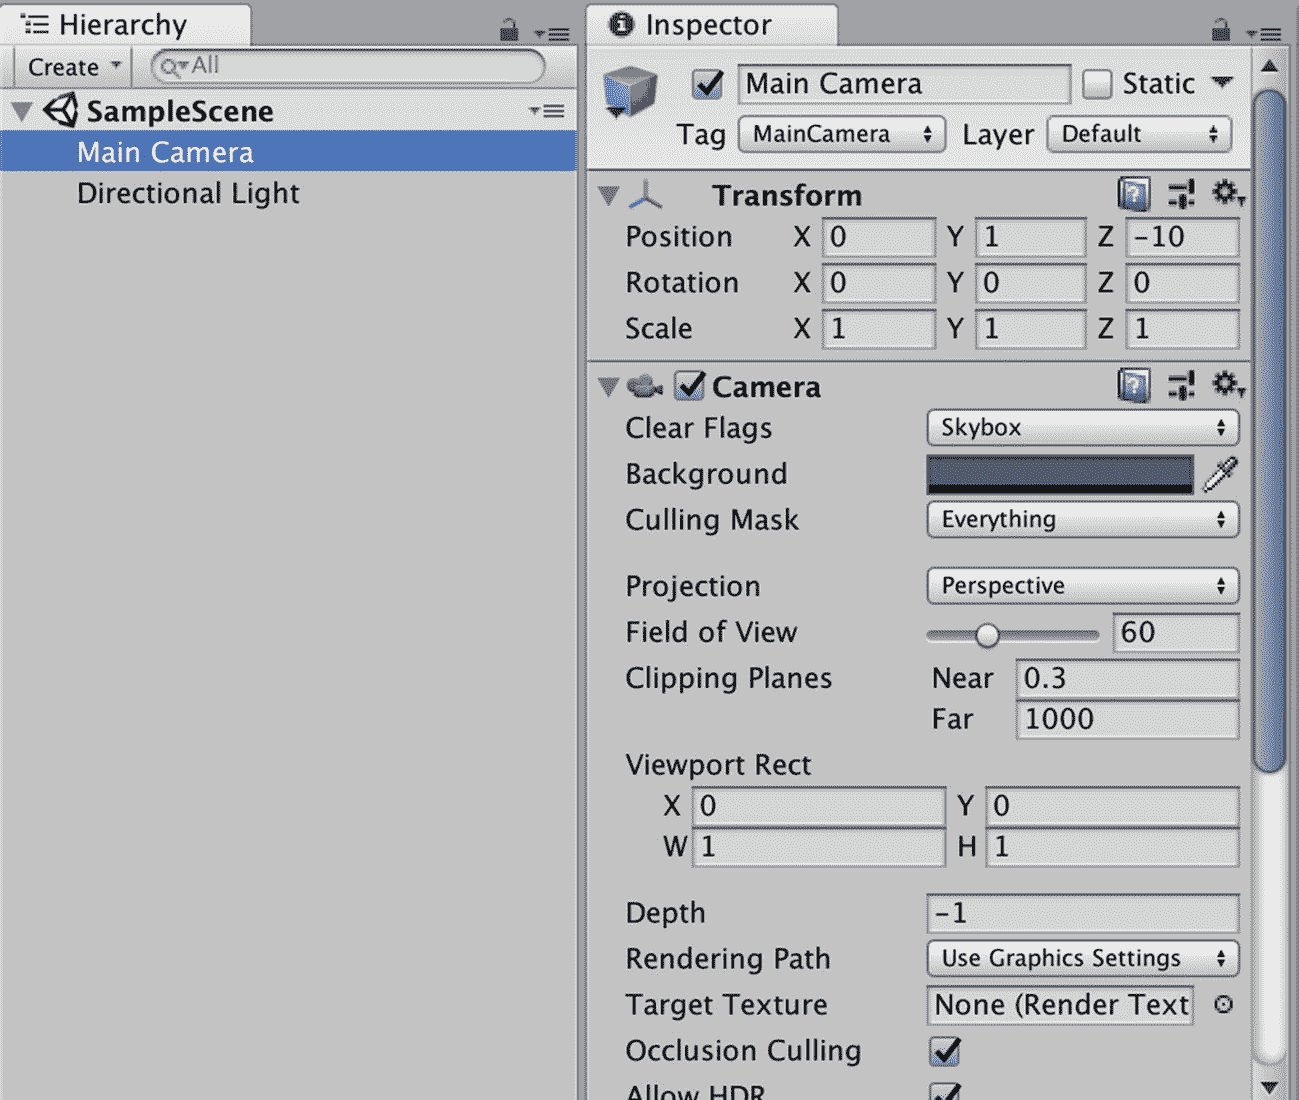 Hierarchy
Create All
SampleScene
Main Camera
Directional Light
Inspector
Main Camera Static
Tag MainCamera Layer Default
Transform
Position X 0 Y 1 Z -10
Rotation X 0 Y 0 Z 0
Scale X 1 Y 1 Z 1
Camera
Clear Flags Skybox
Background
Culling Mask Everything
Projection Perspective
Field of View 60
Clipping Planes Near 0.3
Far 1000
Viewport Rect
X 0 Y 0
W 1 H 1
Depth -1
Rendering Path Use Graphics Settings
Target Texture None (Render Text
Occlusion Culling
Allow HDR